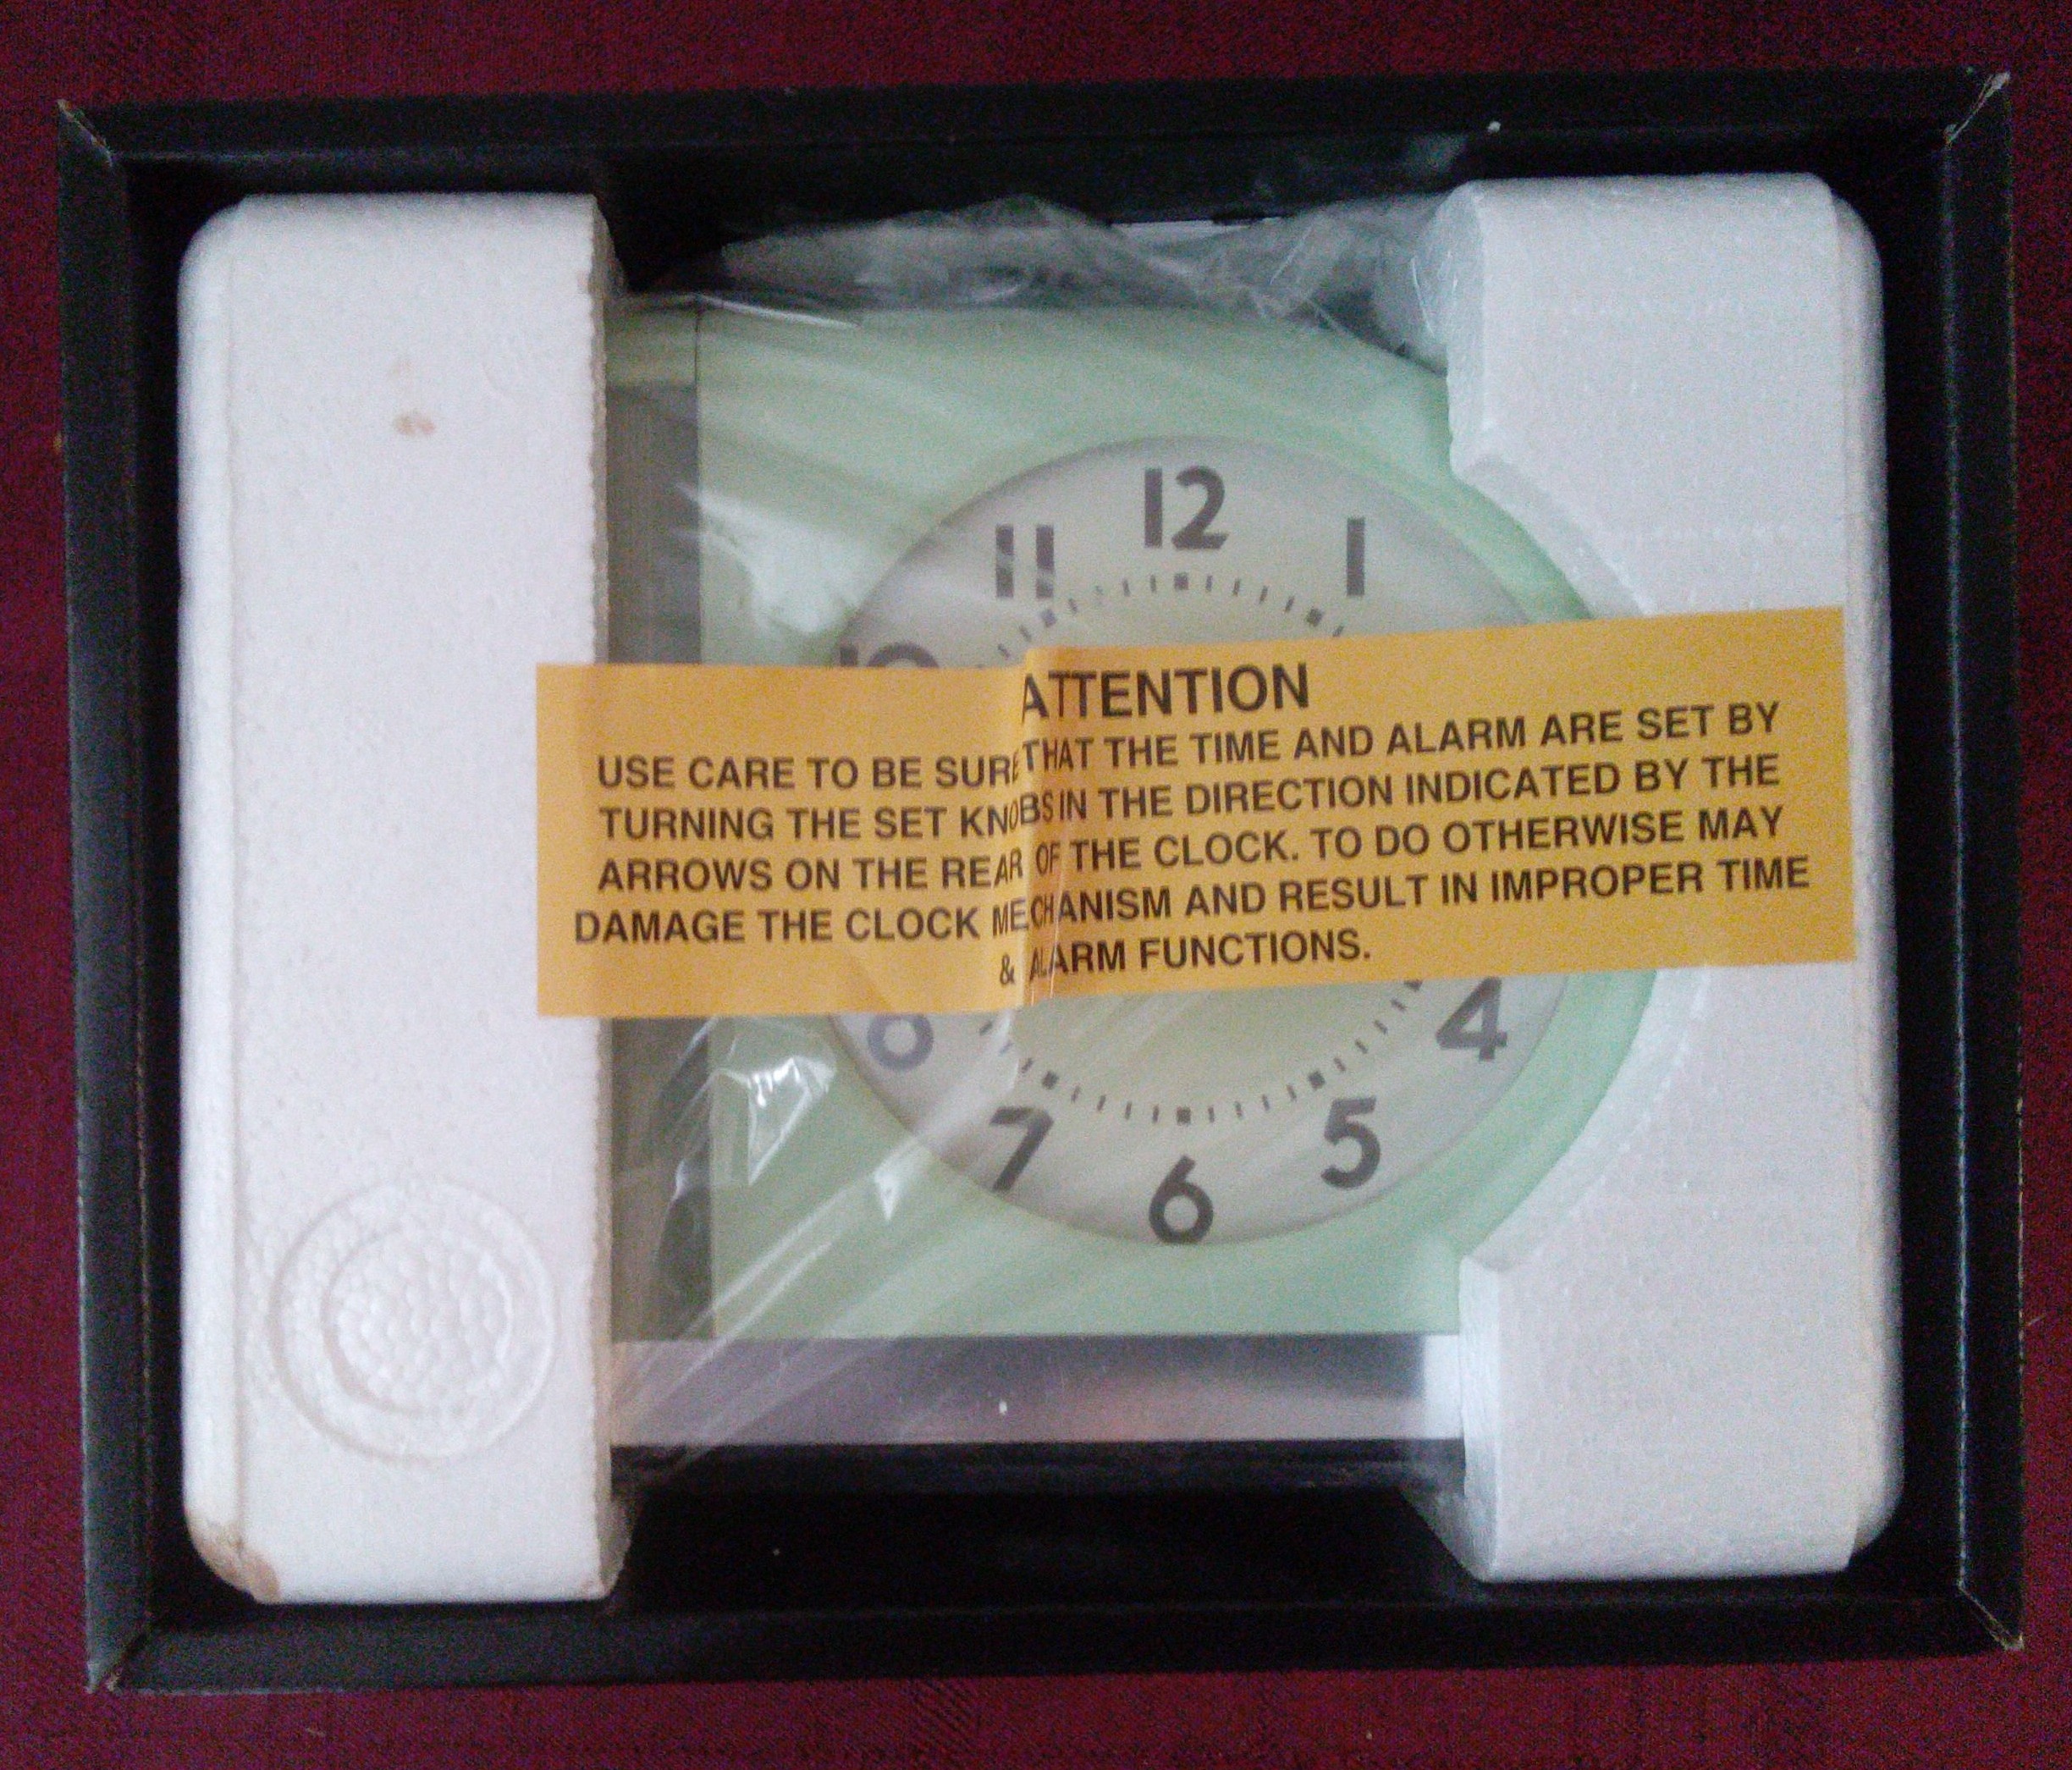 12
11
1
10
ATTENTION
USE CARE TO BE SURE THAT THE TIME AND ALARM ARE SET BY
TURNING THE SET KNOBS IN THE DIRECTION INDICATED BY THE
ARROWS ON THE REAR OF THE CLOCK. TO DO OTHERWISE MAY
DAMAGE THE CLOCK MECHANISM AND RESULT IN IMPROPER TIME
& ALARM FUNCTIONS.
8
4
7
5
6